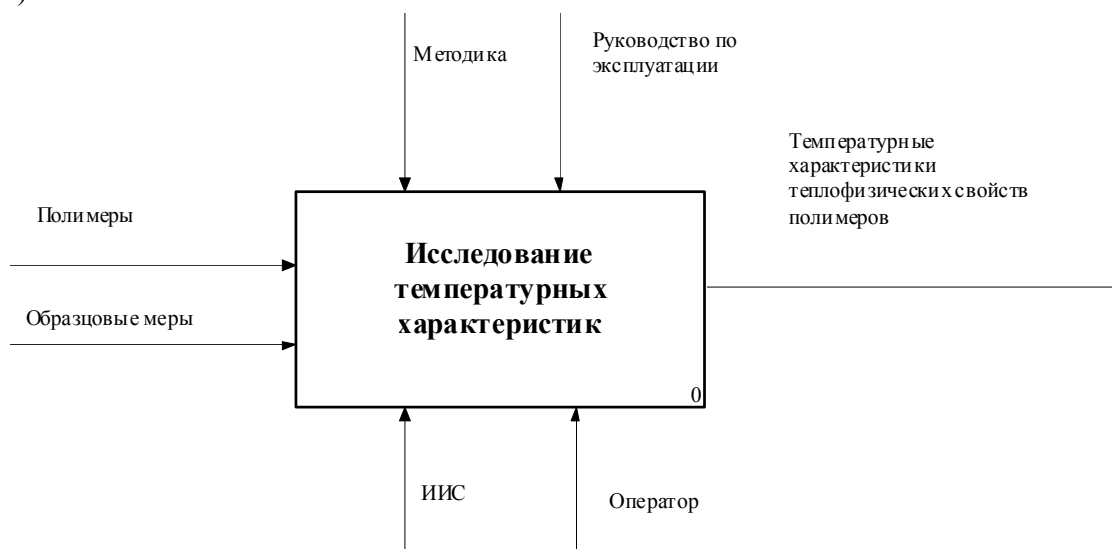 )
Методика
Руководство по
эксплуатации
Температурные
характеристики
теплофизических свойств
полимеров
Полимеры
Исследование
температурных
характеристик
Образцовые меры
0
ИИС
Оператор